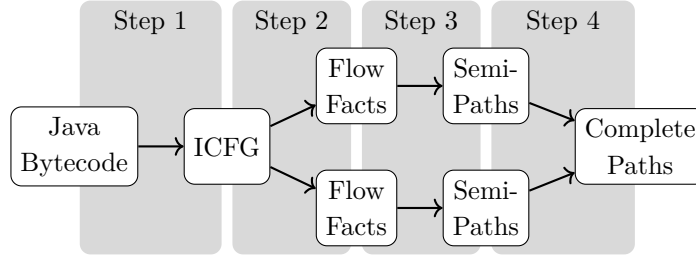 Step 1
Step 2
Step 3
Step 4
Java
Bytecode
ICFG
Flow
Facts
Semi-
Paths
Flow
Facts
Semi-
Paths
Complete
Paths